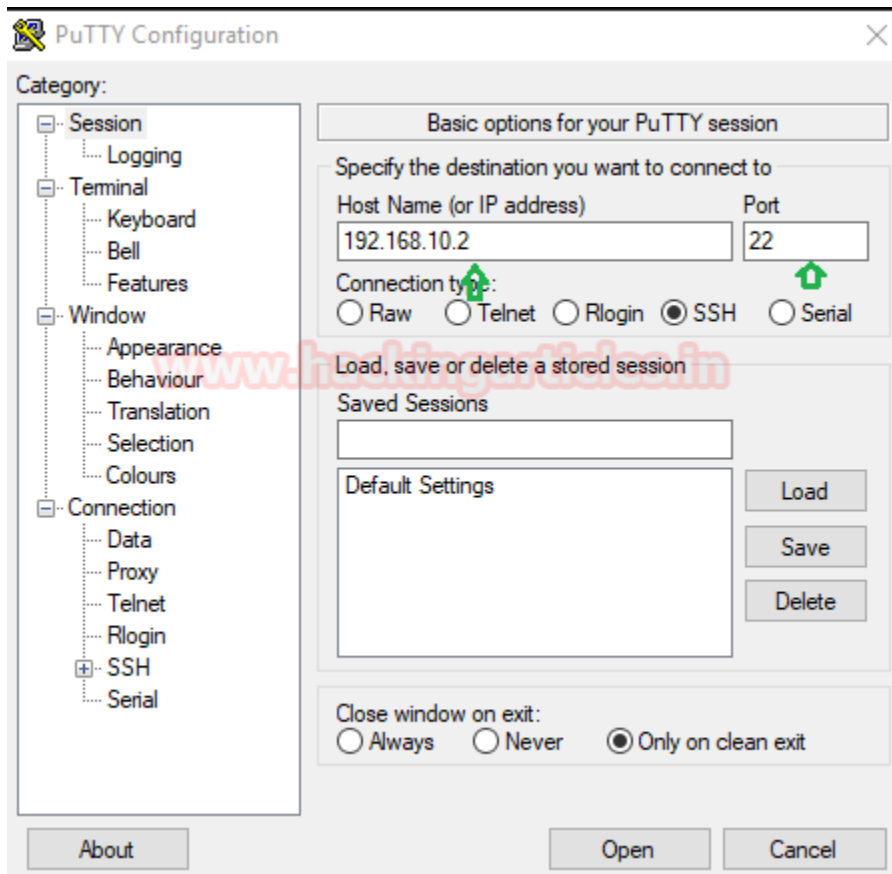 PuTTY Configuration
Category:
Session
Logging
Terminal
Keyboard
Bell
Features
Window
Appearance
Behaviour
Translation
Selection
Colours
Connection
Data
Proxy
Telnet
Rlogin
SSH
Serial
Basic options for your PuTTY session
Specify the destination you want to connect to
Host Name (or IP address) Port
192.168.10.2 22
Connection type:
Raw Telnet Rlogin SSH Serial
www.hackingarticles.in
Load, save or delete a stored session
Saved Sessions
Default Settings
Load
Save
Delete
Close window on exit:
Always Never Only on clean exit
About Open Cancel